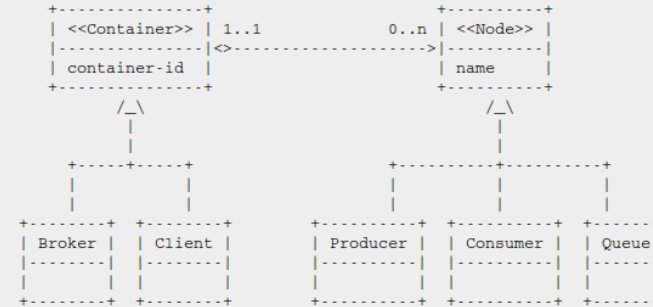 <<Container>> 1..1 0..n <<Node>>
container-id name
Broker Client Producer Consumer Queue